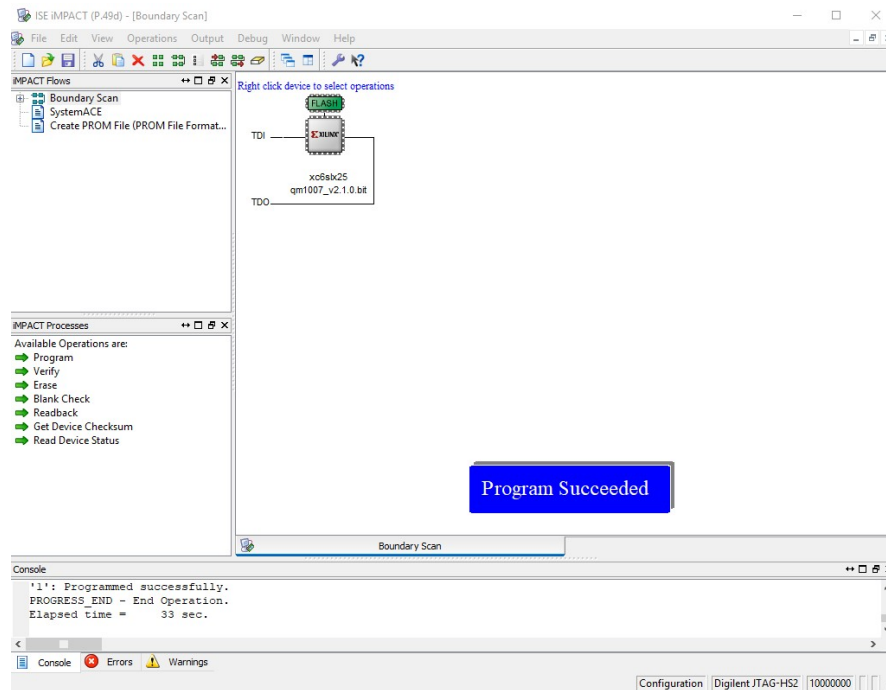 ISE iMPACT (P.49d) - [Boundary Scan]
File Edit View Operations Output Debug Window Help
iMPACT Flows
Boundary Scan
SystemACE
Create PROM File (PROM File Format...
Right click device to select operations
FLASH
TDI
XILINX
xc6slx25
qm1007_v2.1.0.bit
TDO
iMPACT Processes
Available Operations are:
Program
Verify
Erase
Blank Check
Readback
Get Device Checksum
Read Device Status
Program Succeeded
Boundary Scan
Console
'1': Programmed successfully.
PROGRESS_END - End Operation.
Elapsed time =     33 sec.
Console Errors Warnings
Configuration Digilent JTAG-HS2 10000000